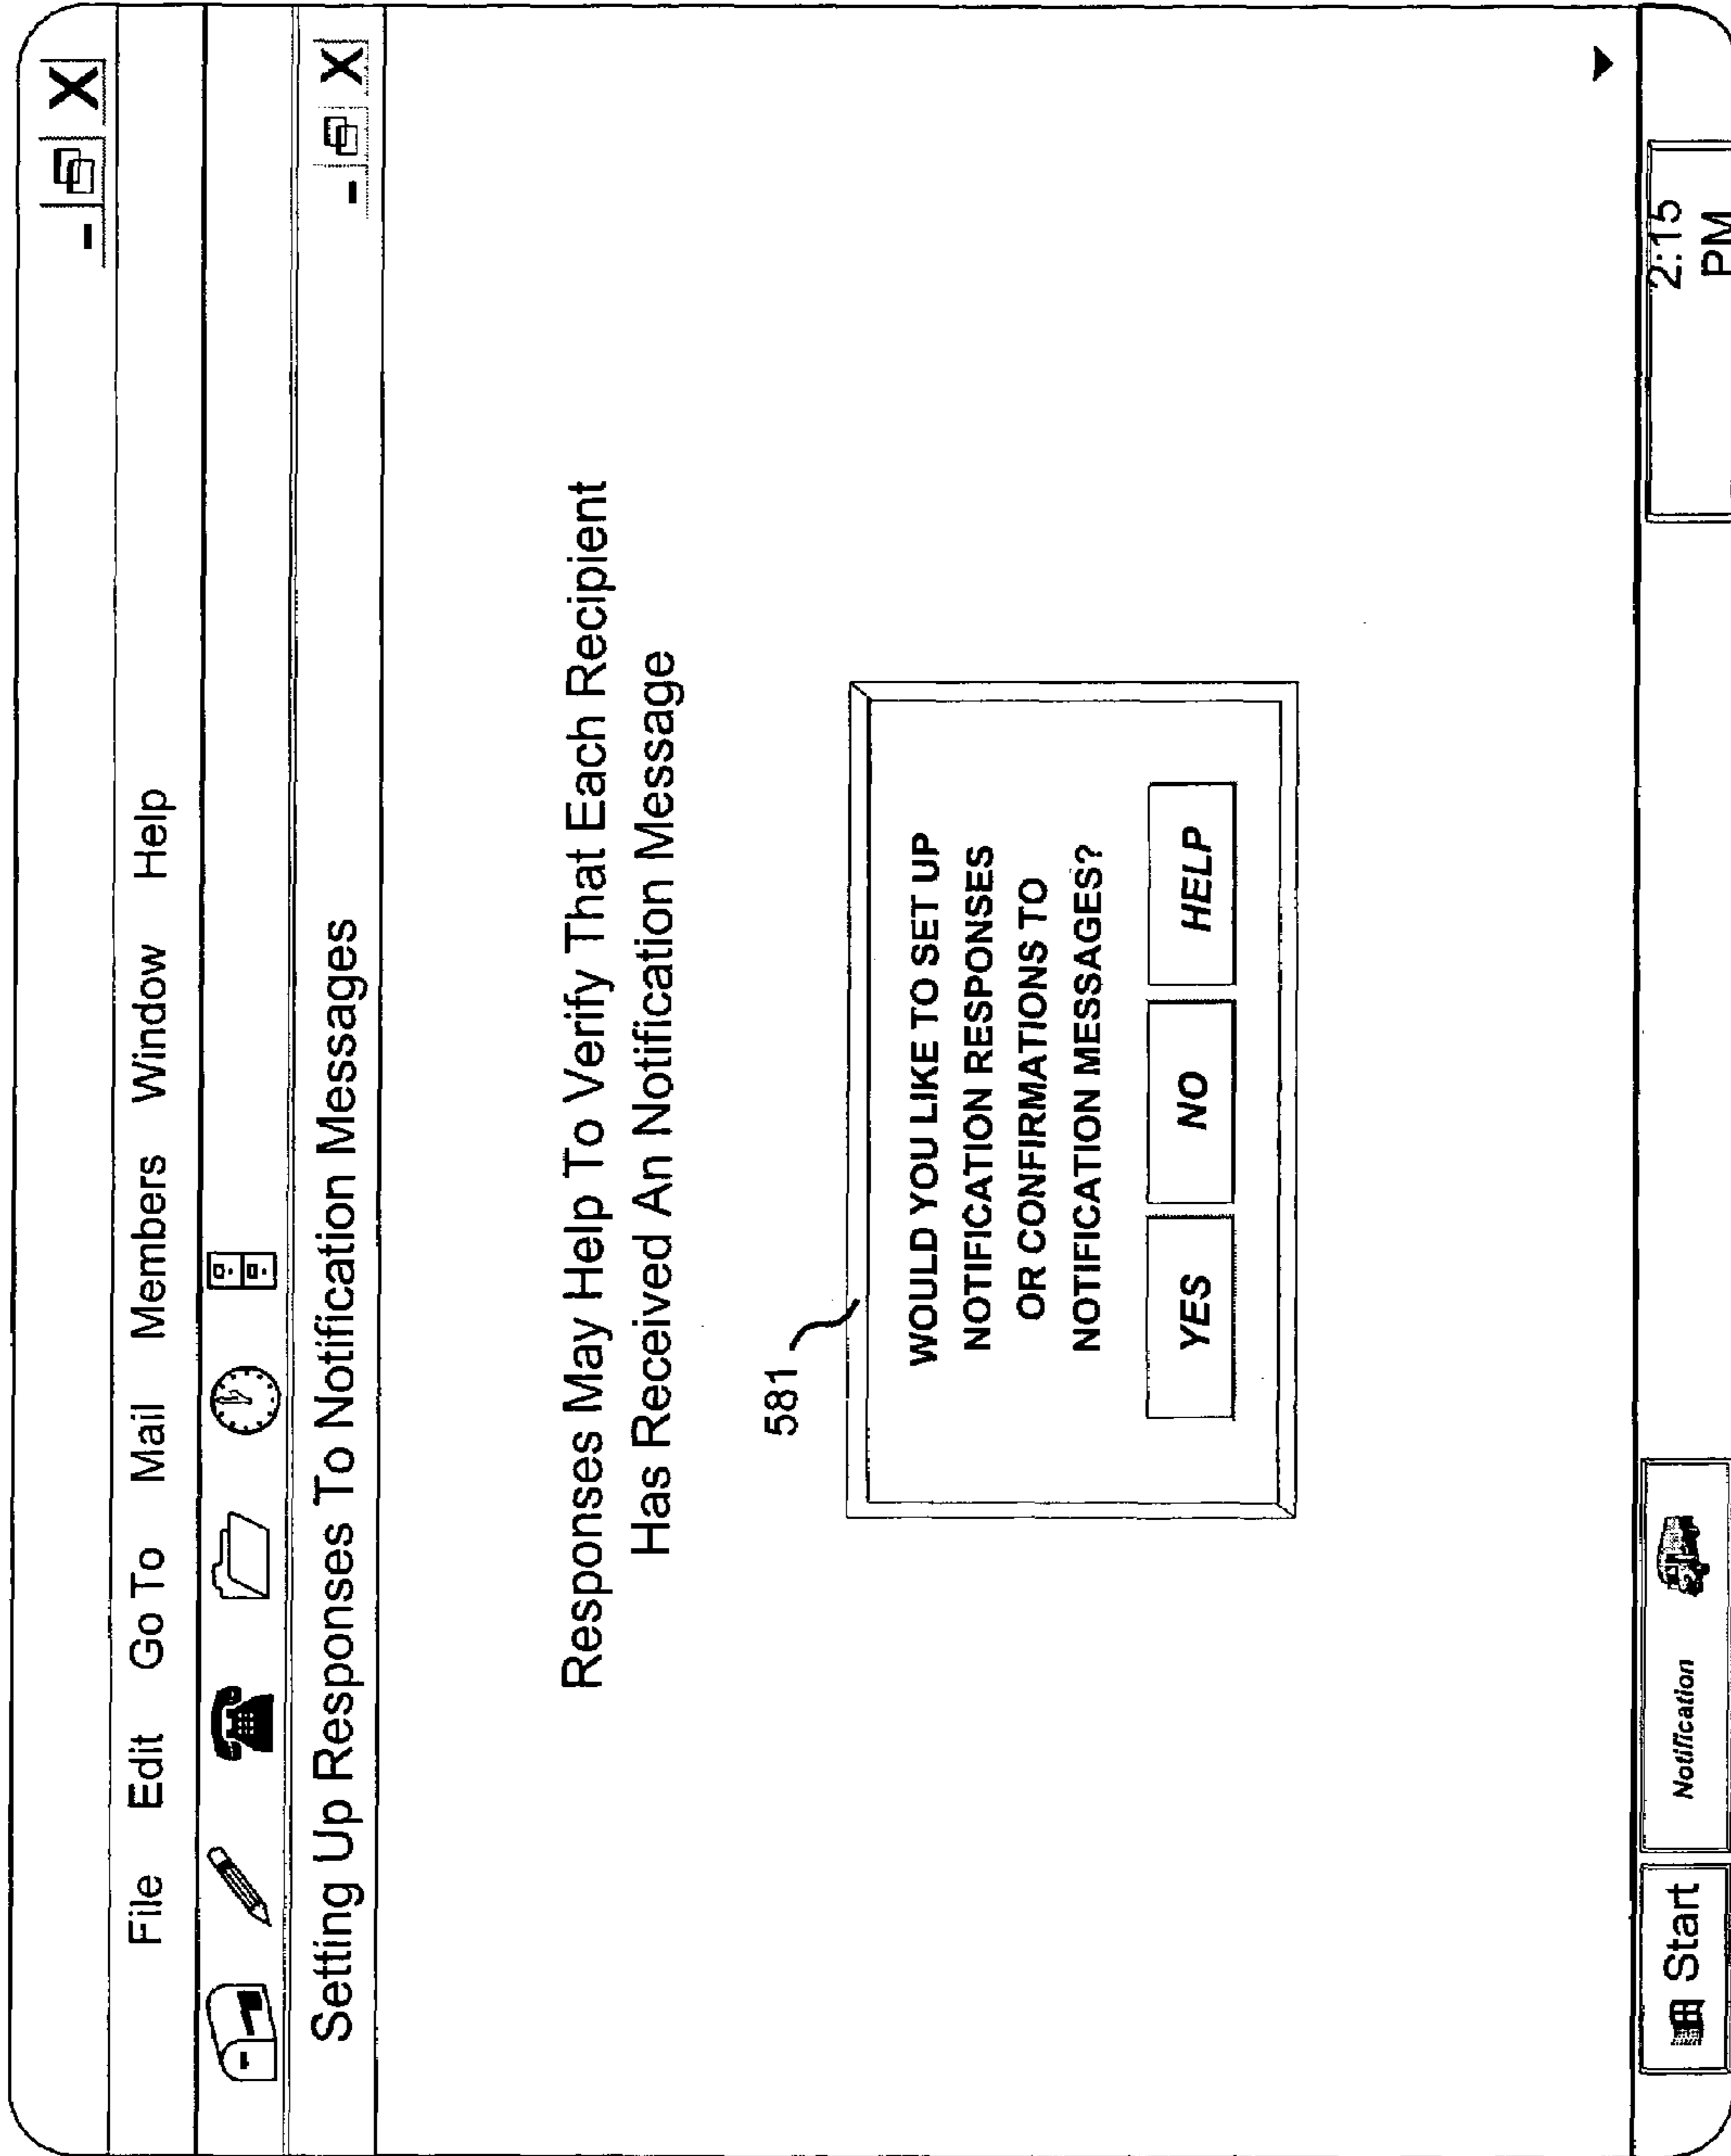 File Edit Go To Mail Members Window Help
Setting Up Responses To Notification Messages
Responses May Help To Verify That Each Recipient
Has Received An Notification Message
581
WOULD YOU LIKE TO SET UP
NOTIFICATION RESPONSES
OR CONFIRMATIONS TO
NOTIFICATION MESSAGES?
YES NO HELP
Start Notification 2:15
PM